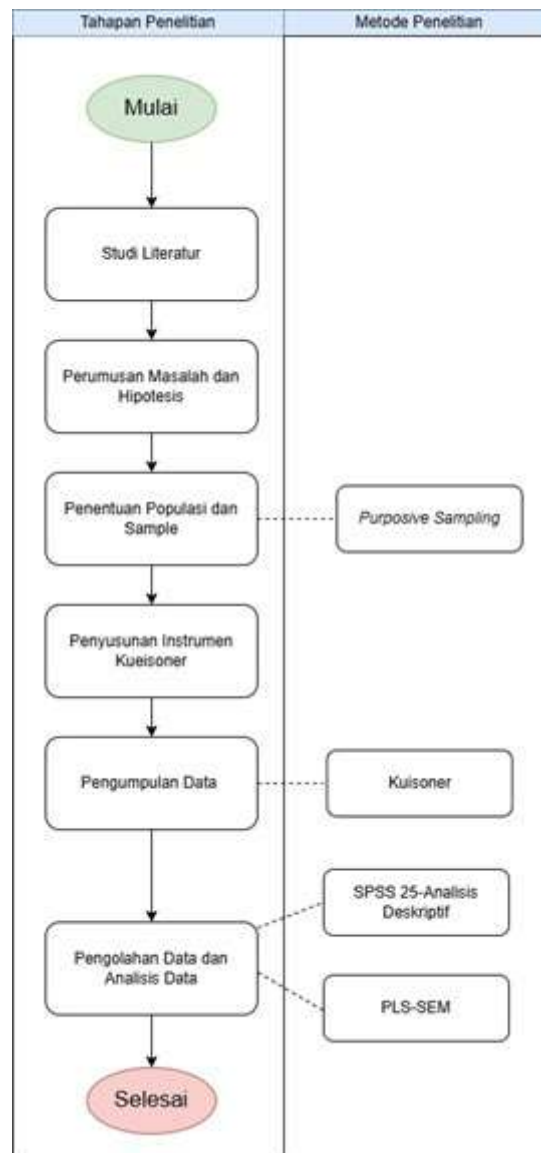 Tahapan Penelitian
Metode Penelitian
Mulai
Studi Literatur
Perumusan Masalah dan
Hipotesis
Penentuan Populasi dan
Sample
Purposive Sampling
Penyusunan Instrumen
Kueisoner
Pengumpulan Data
Kuisoner
SPSS 25-Analisis
Deskriptif
Pengolahan Data dan
Analisis Data
PLS-SEM
Selesai